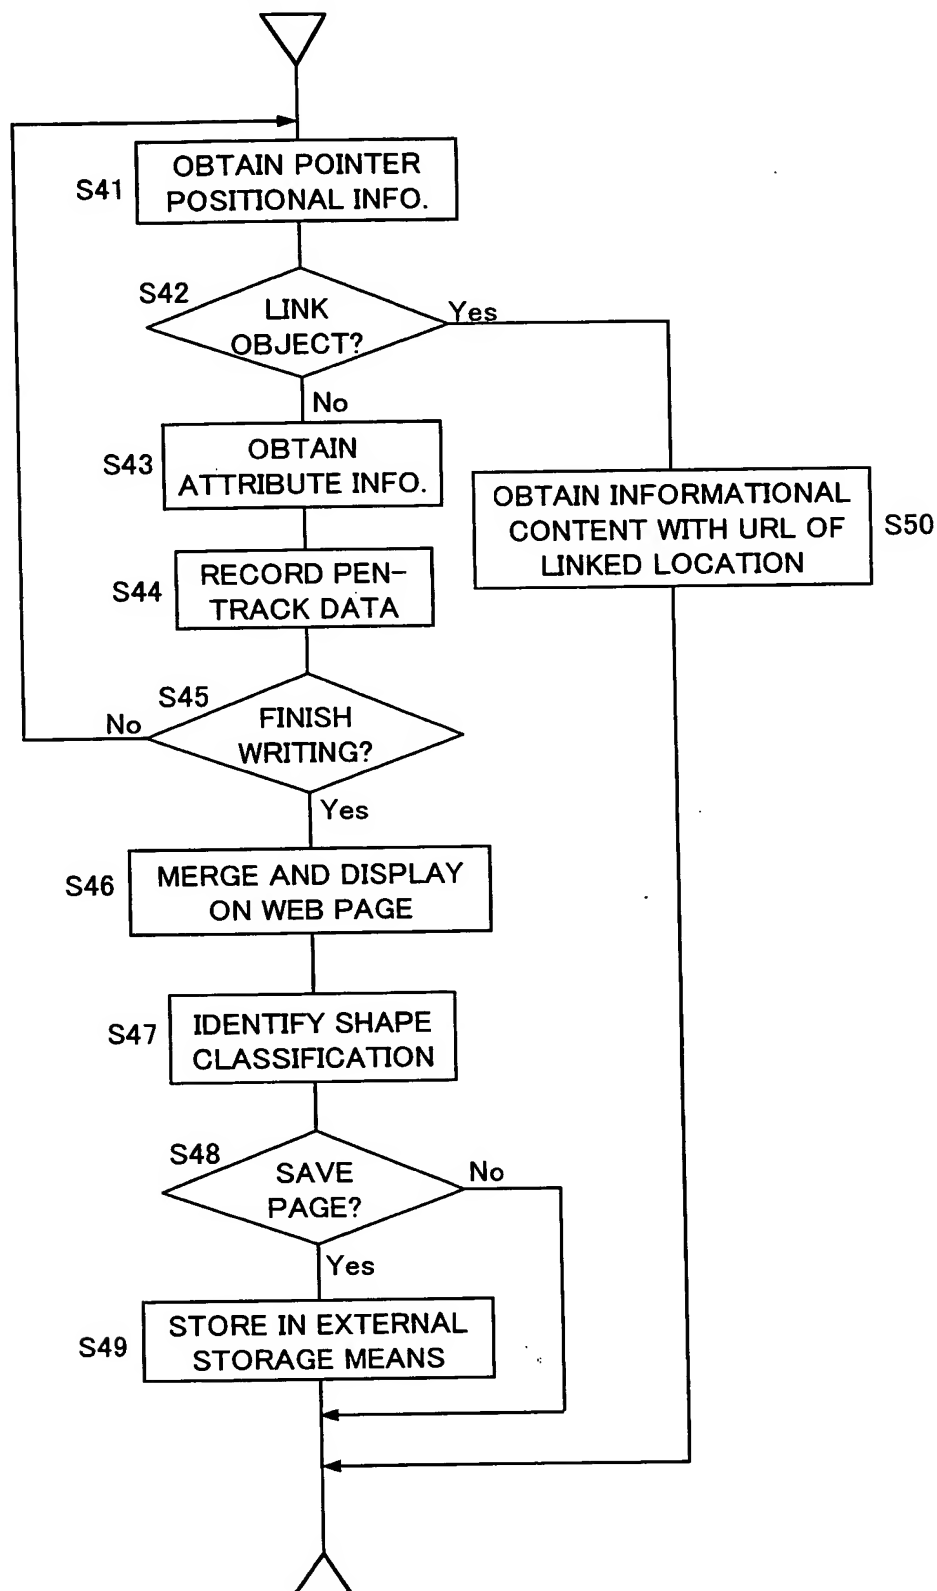 S41
OBTAIN POINTER
POSITIONAL INFO.
S42
LINK
OBJECT?
Yes
No
S43
OBTAIN
ATTRIBUTE INFO.
OBTAIN INFORMATIONAL
CONTENT WITH URL OF
LINKED LOCATION
S50
S44
RECORD PEN-
TRACK DATA
S45
FINISH
WRITING?
No
Yes
S46
MERGE AND DISPLAY
ON WEB PAGE
S47
IDENTIFY SHAPE
CLASSIFICATION
S48
SAVE
PAGE?
No
Yes
S49
STORE IN EXTERNAL
STORAGE MEANS